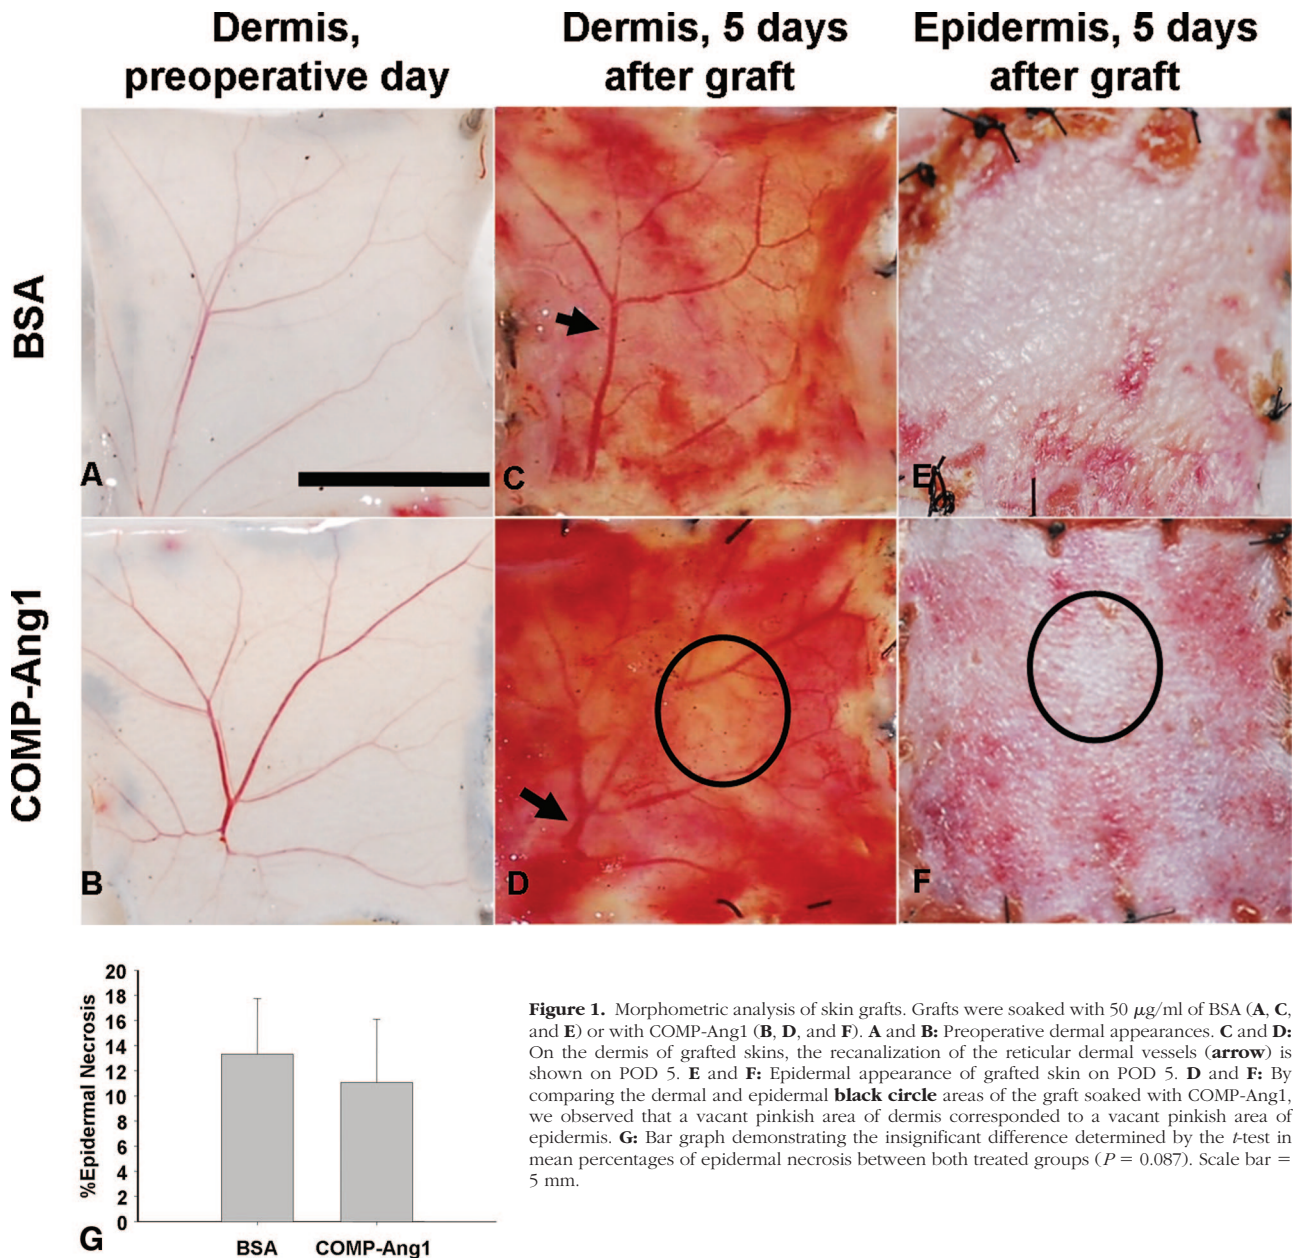 Dermis,
preoperative day
Dermis, 5 days
after graft
Epidermis, 5 days
after graft
BSA
A
C
E
COMP-Ang1
B
D
F
%Epidermal Necrosis
20
18
16
14
12
10
8
6
4
2
0
BSA
COMP-Ang1
G
Figure 1. Morphometric analysis of skin grafts. Grafts were soaked with 50 μg/ml of BSA (A, C,
and E) or with COMP-Ang1 (B, D, and F). A and B: Preoperative dermal appearances. C and D:
On the dermis of grafted skins, the recanalization of the reticular dermal vessels (arrow) is
shown on POD 5. E and F: Epidermal appearance of grafted skin on POD 5. D and F: By
comparing the dermal and epidermal black circle areas of the graft soaked with COMP-Ang1,
we observed that a vacant pinkish area of dermis corresponded to a vacant pinkish area of
epidermis. G: Bar graph demonstrating the insignificant difference determined by the t-test in
mean percentages of epidermal necrosis between both treated groups (P = 0.087). Scale bar =
5 mm.